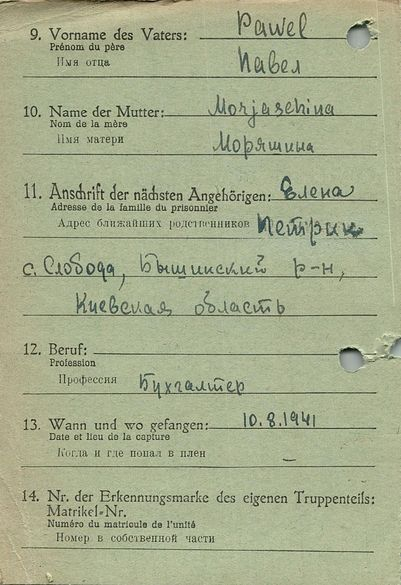 9. Vorname des Vaters: Pawel
Prénom du père
Имя отца Павел
10. Name der Mutter: Morjaschina
Nom de la mère
Имя матери Моряшина
11. Anschrift der nächsten Angehörigen: Елена
Adresse de la famille du prisonnier
Адрес ближайших родственников Петрик
с. Слобода, Бышинский р-н,
Киевская область
12. Beruf:
Profession
Профессия Бухгалтер
13. Wann und wo gefangen: 10.8.1941
Date et lieu de la capture
Когда и где попал в плен —
14. Nr. der Erkennungsmarke des eigenen Truppenteils:
Matrikel-Nr.
Numéro du matricule de l'unité
Номер в собственной части